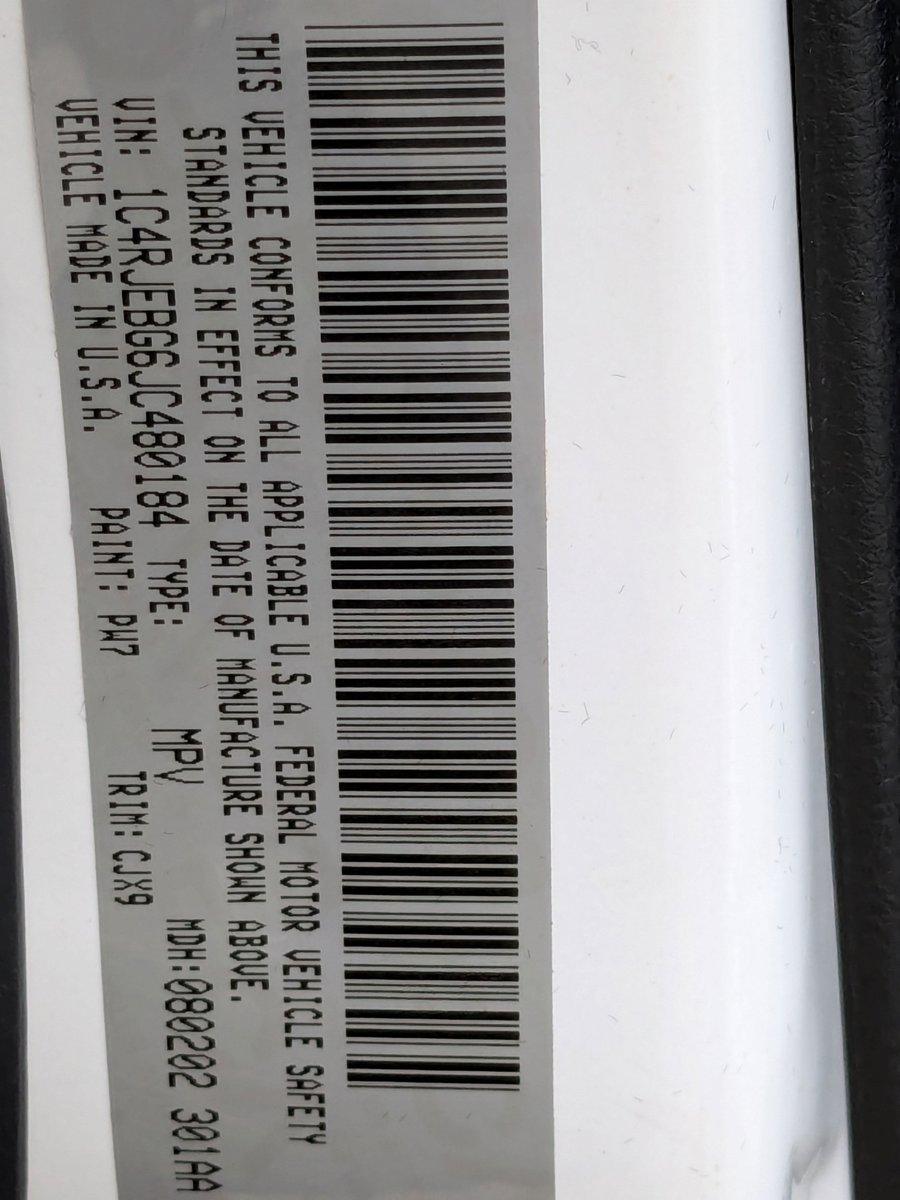 THIS VEHICLE CONFORMS TO ALL APPLICABLE U.S.A. FEDERAL MOTOR VEHICLE SAFETY
STANDARDS IN EFFECT ON THE DATE OF MANUFACTURE SHOWN ABOVE.
VIN: 1C4RJEBG6JC480184 TYPE: MPV MDH:080202 301AA
VEHICLE MADE IN U.S.A. PAINT: PW7 TRIM: CJX9